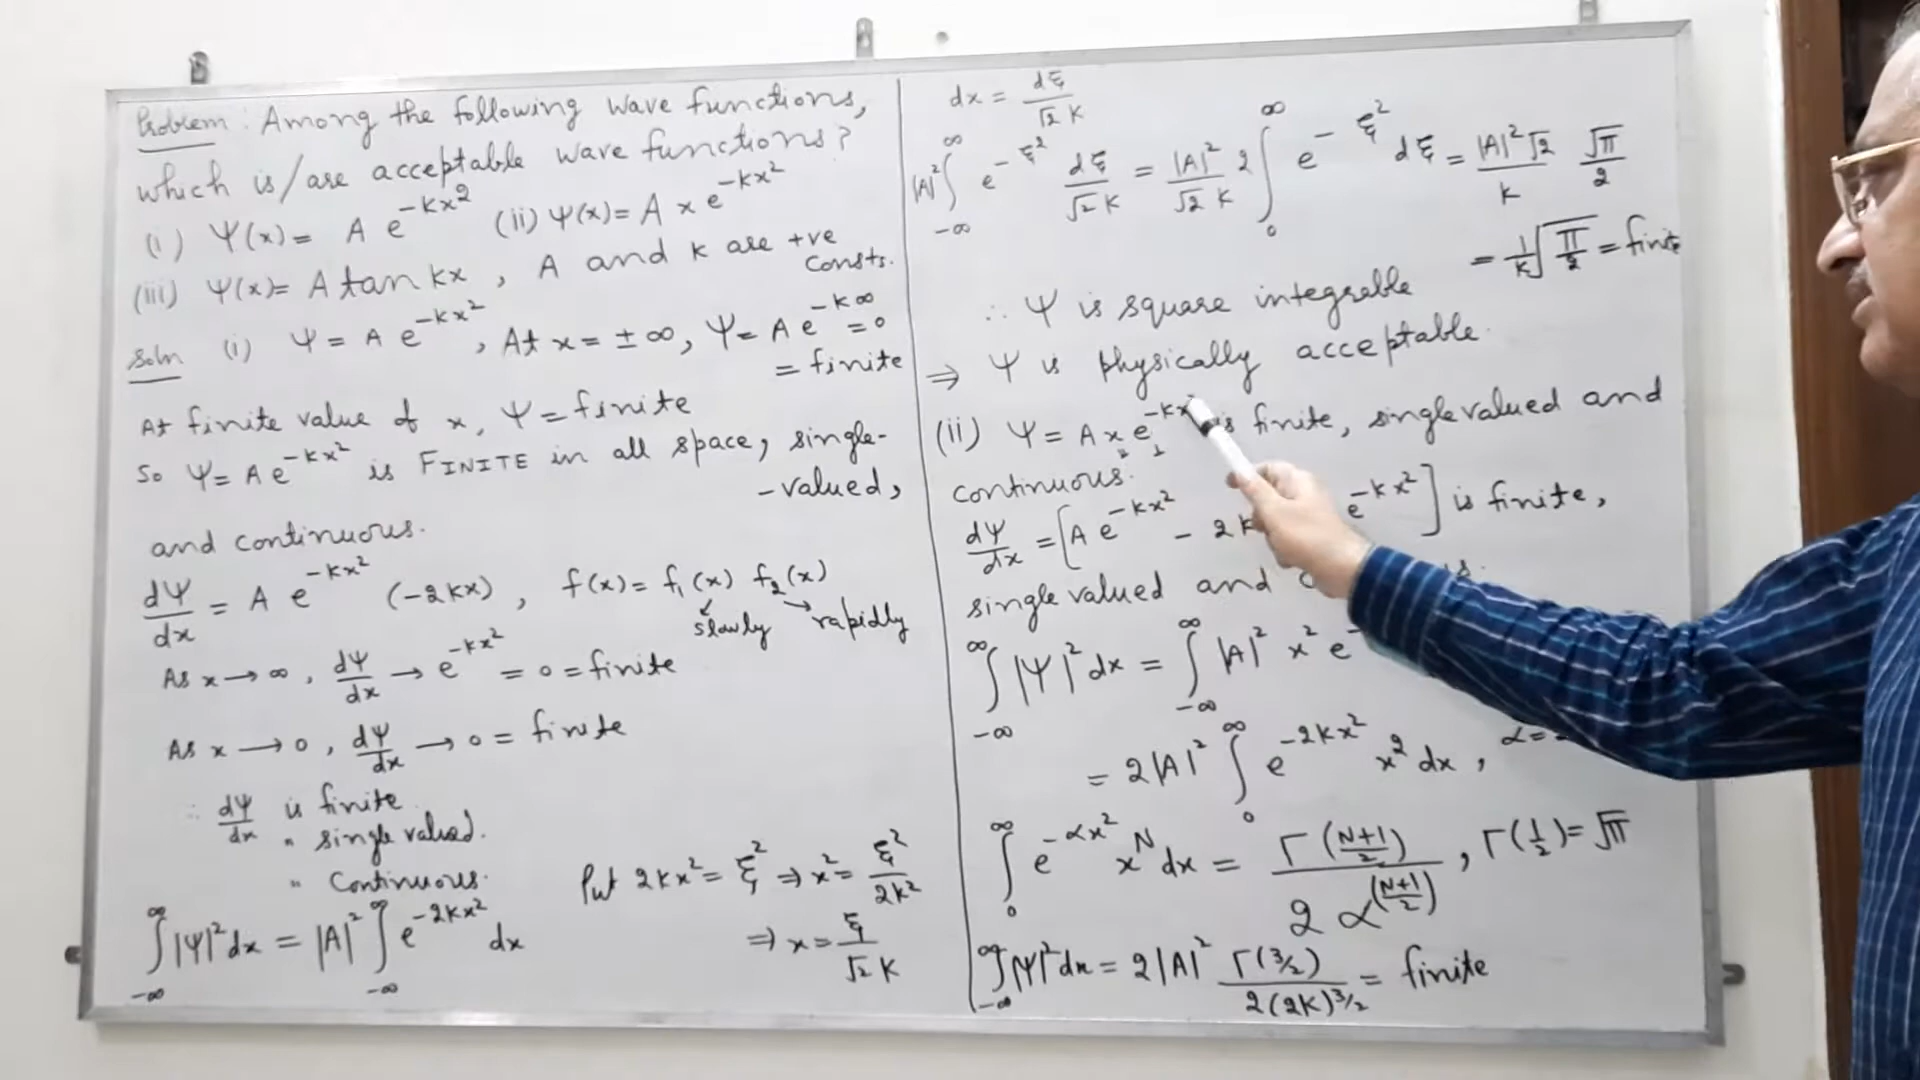 Problem: Among the following wave functions,
which is/are acceptable wave functions?
(i) Ψ(x) = A e^{-kx²} (ii) Ψ(x) = A x e^{-kx²}
(iii) Ψ(x) = A tan kx, A and k are +ve consts.
Soln (i) Ψ = A e^{-kx²}, At x = ±∞, Ψ = A e^{-k∞} = 0
= finite
At finite value of x, Ψ = finite
So Ψ = A e^{-kx²} is FINITE in all space, single-
-valued,
and continuous.
dΨ/dx = A e^{-kx²} (-2kx), f(x) = f₁(x) f₂(x)
slowly rapidly
As x → ∞, dΨ/dx → e^{-kx²} = 0 = finite
As x → 0, dΨ/dx → 0 = finite
∴ dΨ/dx is finite
" single valued.
" Continuous.
Put 2kx² = ξ² ⇒ x² = ξ²/2k²
∫_{-∞}^{∞} |Ψ|² dx = |A|² ∫_{-∞}^{∞} e^{-2kx²} dx
⇒ x = ξ/√2 k
dx = dξ/√2 k
|A|² ∫_{-∞}^{∞} e^{-ξ²} dξ/√2 k = |A|²/√2 k 2 ∫_0^∞ e^{-ξ²} dξ = |A|²√2/k √π/2
= 1/k √(π/2) = finite
∴ Ψ is square integrable
⇒ Ψ is physically acceptable.
(ii) Ψ = A x e^{-kx²} is finite, single valued and
continuous.
dΨ/dx = [A e^{-kx²} - 2k e^{-kx²}] is finite,
single valued and
∫_{-∞}^{∞} |Ψ|² dx = ∫_{-∞}^{∞} |A|² x² e^-
= 2|A|² ∫_0^∞ e^{-2kx²} x² dx, α =
∫_0^∞ e^{-αx²} x^N dx = Γ((N+1)/2) / 2 α^{((N+1)/2)}, Γ(1/2) = √π
∫_{-∞}^{∞} |Ψ|² dx = 2|A|² Γ(3/2) / 2(2k)^{3/2} = finite